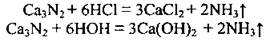 Ca₃N₂ + 6HCl = 3CaCl₂ + 2NH₃↑
Ca₃N₂ + 6HOH = 3Ca(OH)₂ + 2NH₃↑